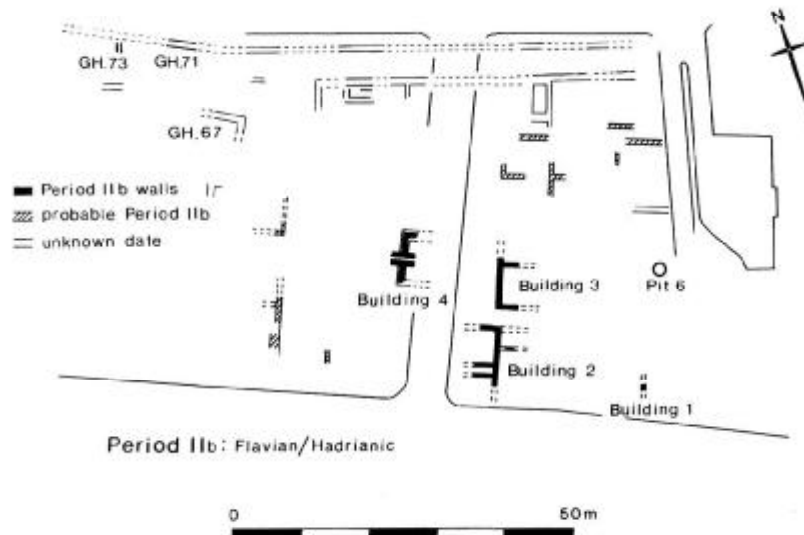 N
GH.73
GH.71
GH.67
Period IIb walls
probable Period IIb
unknown date
Building 4
Building 3
Pit 6
Building 2
Building 1
Period IIb: Flavian/Hadrianic
0 50m